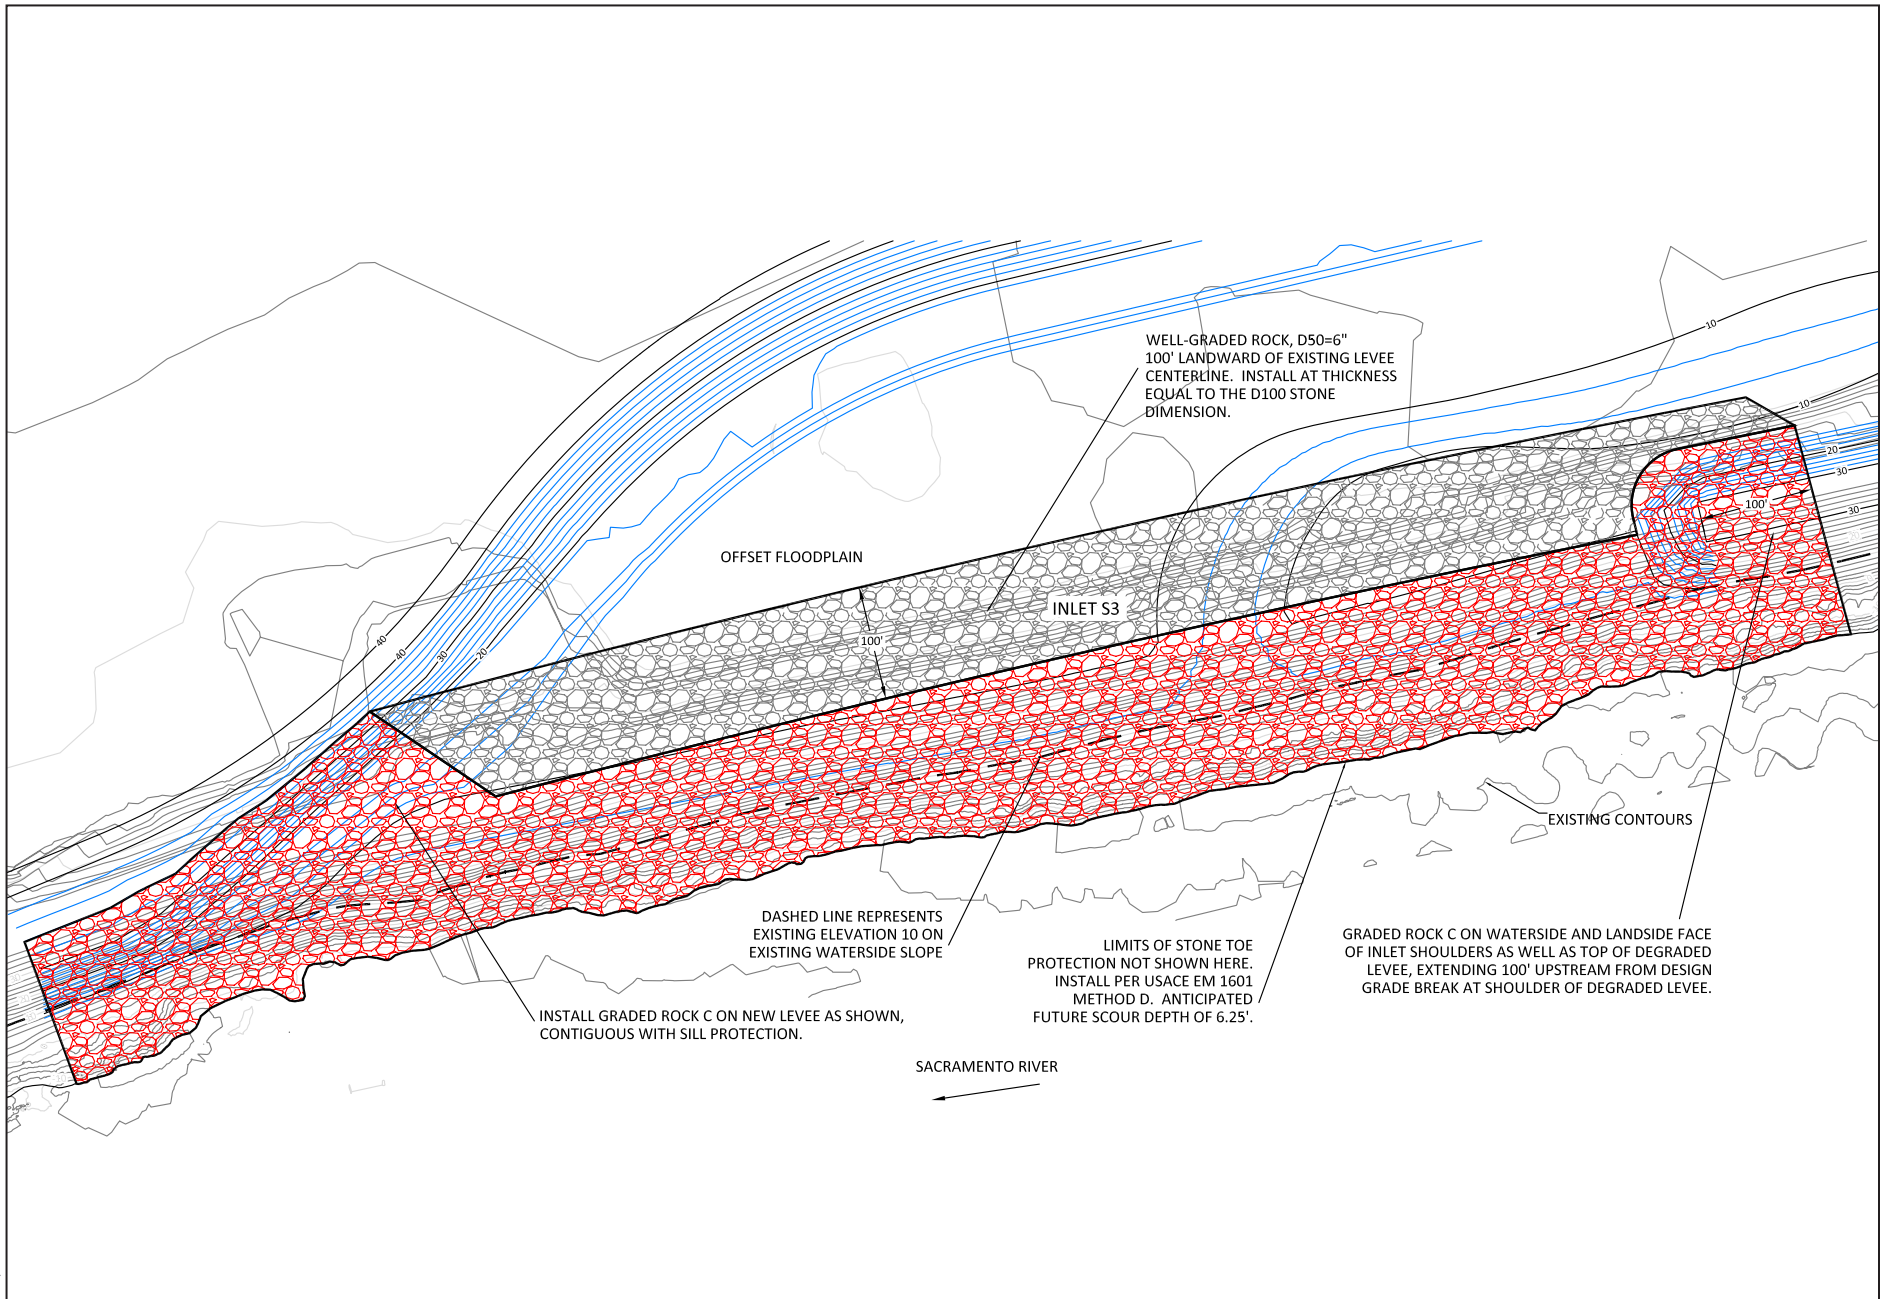 10
WELL-GRADED ROCK, D50=6"
100' LANDWARD OF EXISTING LEVEE
CENTERLINE. INSTALL AT THICKNESS
EQUAL TO THE D100 STONE
DIMENSION.
10
20
30
100'
30
OFFSET FLOODPLAIN
INLET S3
100'
40
40
30
20
EXISTING CONTOURS
DASHED LINE REPRESENTS
EXISTING ELEVATION 10 ON
EXISTING WATERSIDE SLOPE
LIMITS OF STONE TOE
PROTECTION NOT SHOWN HERE.
INSTALL PER USACE EM 1601
METHOD D. ANTICIPATED
FUTURE SCOUR DEPTH OF 6.25'.
GRADED ROCK C ON WATERSIDE AND LANDSIDE FACE
OF INLET SHOULDERS AS WELL AS TOP OF DEGRADED
LEVEE, EXTENDING 100' UPSTREAM FROM DESIGN
GRADE BREAK AT SHOULDER OF DEGRADED LEVEE.
INSTALL GRADED ROCK C ON NEW LEVEE AS SHOWN,
CONTIGUOUS WITH SILL PROTECTION.
SACRAMENTO RIVER